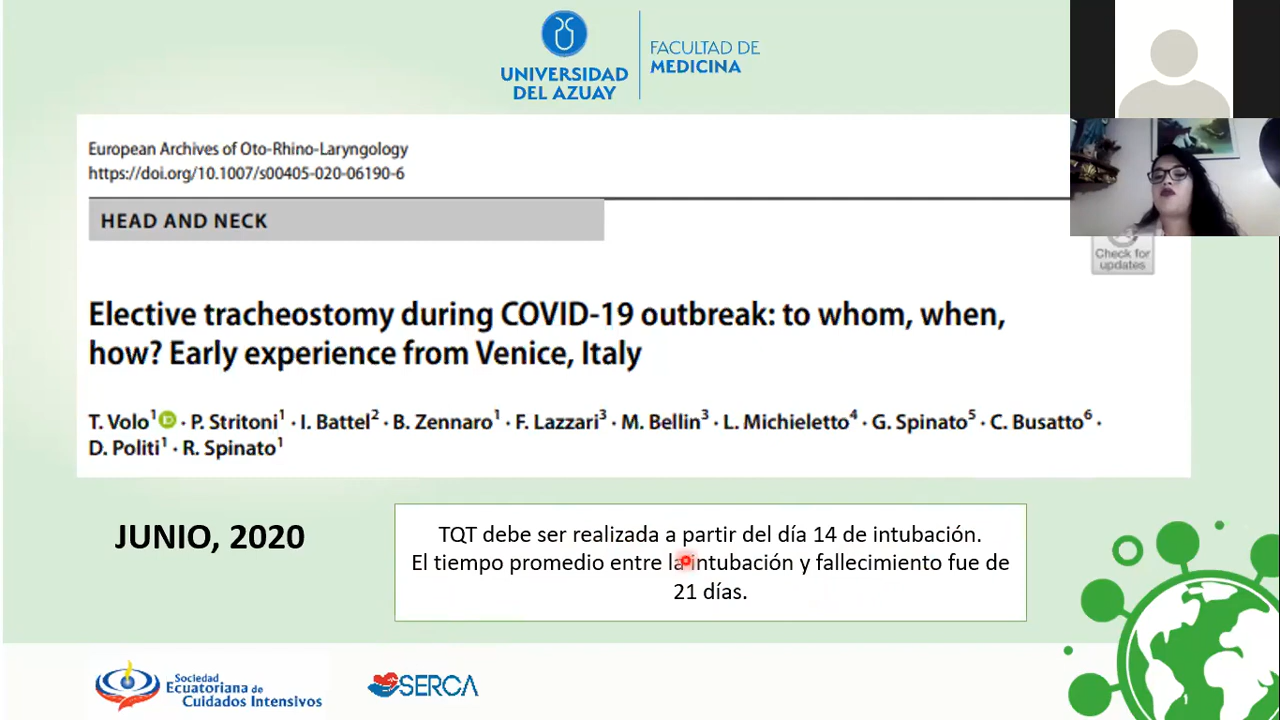 UNIVERSIDAD
DEL AZUAY
FACULTAD DE
MEDICINA
European Archives of Oto-Rhino-Laryngology
https://doi.org/10.1007/s00405-020-06190-6
HEAD AND NECK
Check for
updates
Elective tracheostomy during COVID-19 outbreak: to whom, when,
how? Early experience from Venice, Italy
T. Volo1 · P. Stritoni1 · I. Battel2 · B. Zennaro1 · F. Lazzari3 · M. Bellin3 · L. Michieletto4 · G. Spinato5 · C. Busatto6 ·
D. Politi1 · R. Spinato1
JUNIO, 2020
TQT debe ser realizada a partir del día 14 de intubación.
El tiempo promedio entre la intubación y fallecimiento fue de
21 días.
Sociedad
Ecuatoriana de
Cuidados Intensivos
SERCA